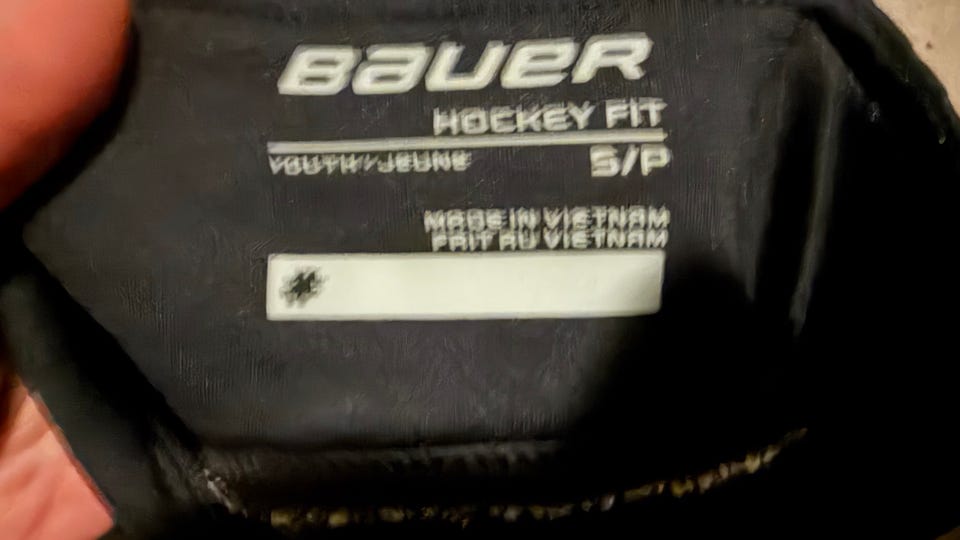 BAUER
HOCKEY FIT
YOUTH/JEUNE S/P
MADE IN VIETNAM
FAIT AU VIETNAM
#